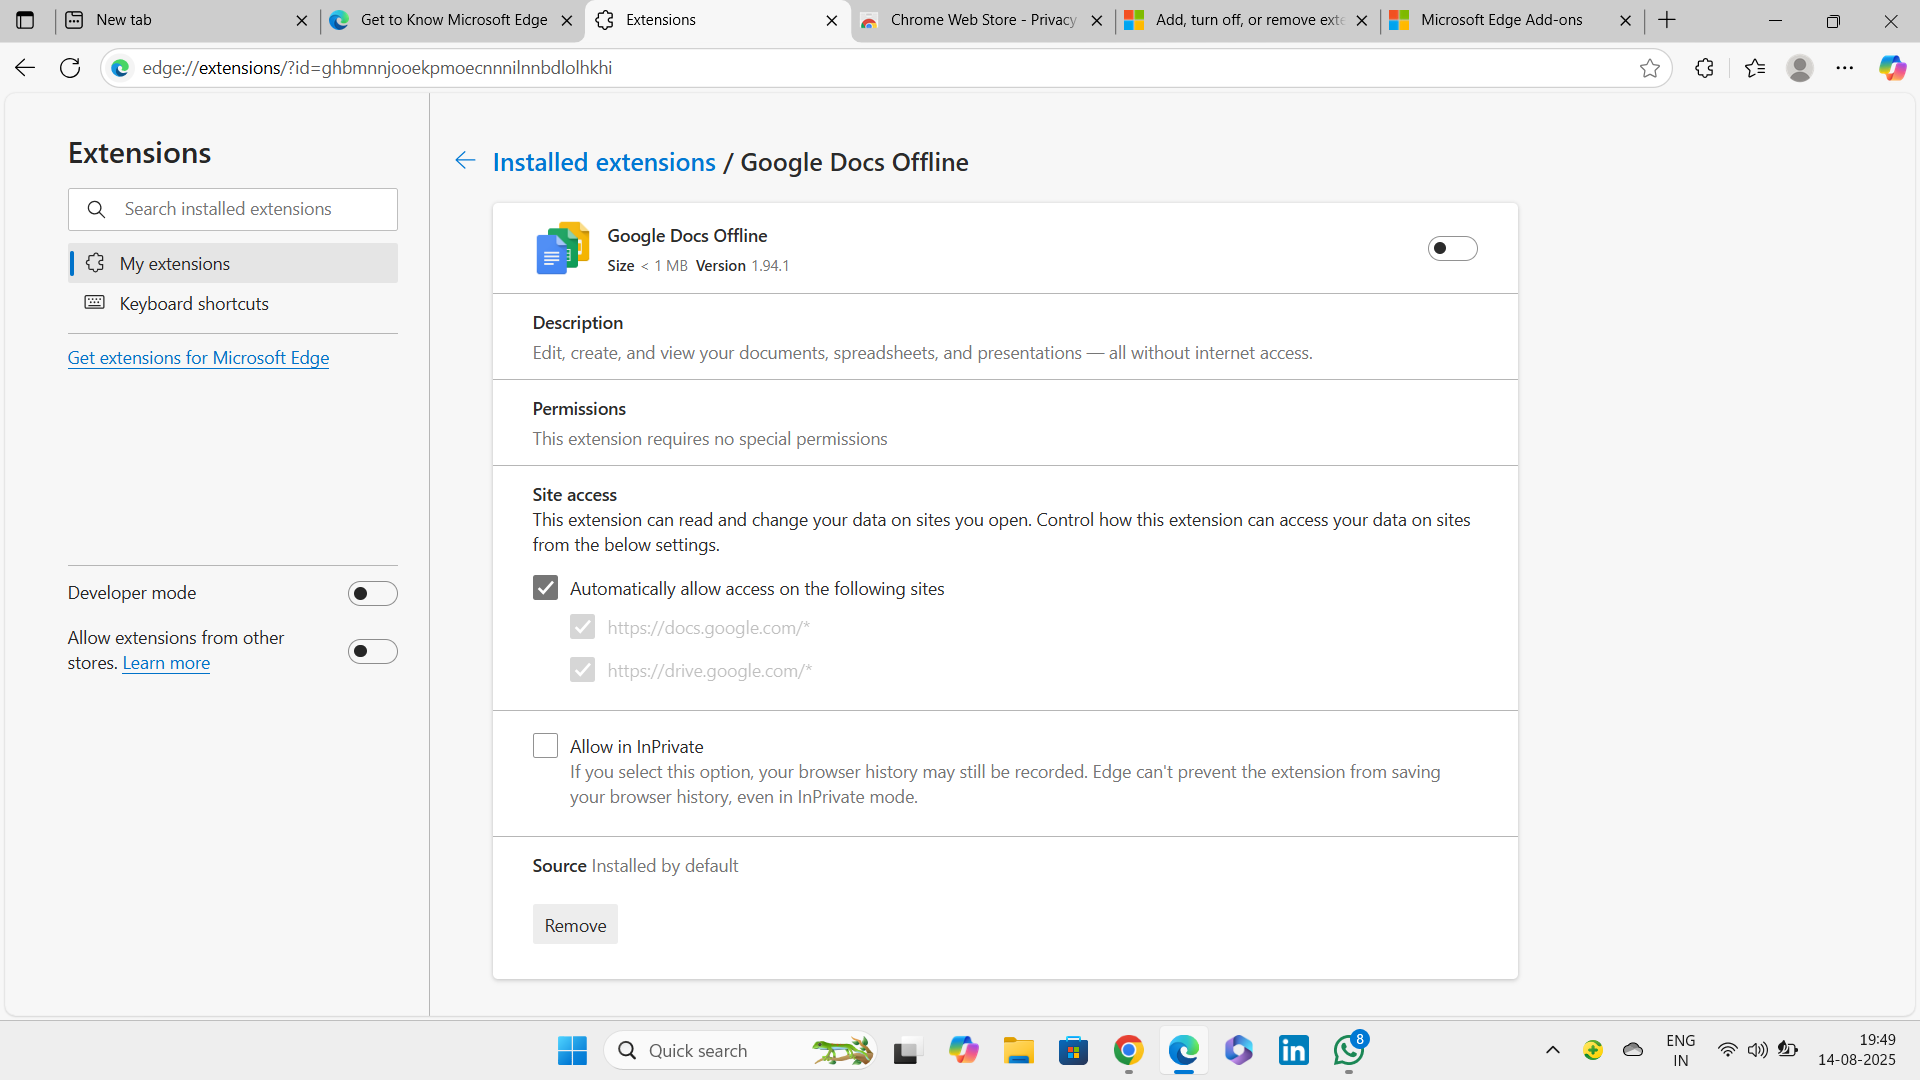 New tab
Get to Know Microsoft Edge
Extensions
Chrome Web Store - Privacy
Add, turn off, or remove exte
Microsoft Edge Add-ons
edge://extensions/?id=ghbmnnjooekpmoecnnnilnnbdlolhkhi
Extensions
Search installed extensions
My extensions
Keyboard shortcuts
Get extensions for Microsoft Edge
Developer mode
Allow extensions from other
stores. Learn more
Installed extensions / Google Docs Offline
Google Docs Offline
Size < 1 MB Version 1.94.1
Description
Edit, create, and view your documents, spreadsheets, and presentations — all without internet access.
Permissions
This extension requires no special permissions
Site access
This extension can read and change your data on sites you open. Control how this extension can access your data on sites
from the below settings.
Automatically allow access on the following sites
https://docs.google.com/*
https://drive.google.com/*
Allow in InPrivate
If you select this option, your browser history may still be recorded. Edge can't prevent the extension from saving
your browser history, even in InPrivate mode.
Source Installed by default
Remove
Quick search
8
ENG
IN
19:49
14-08-2025